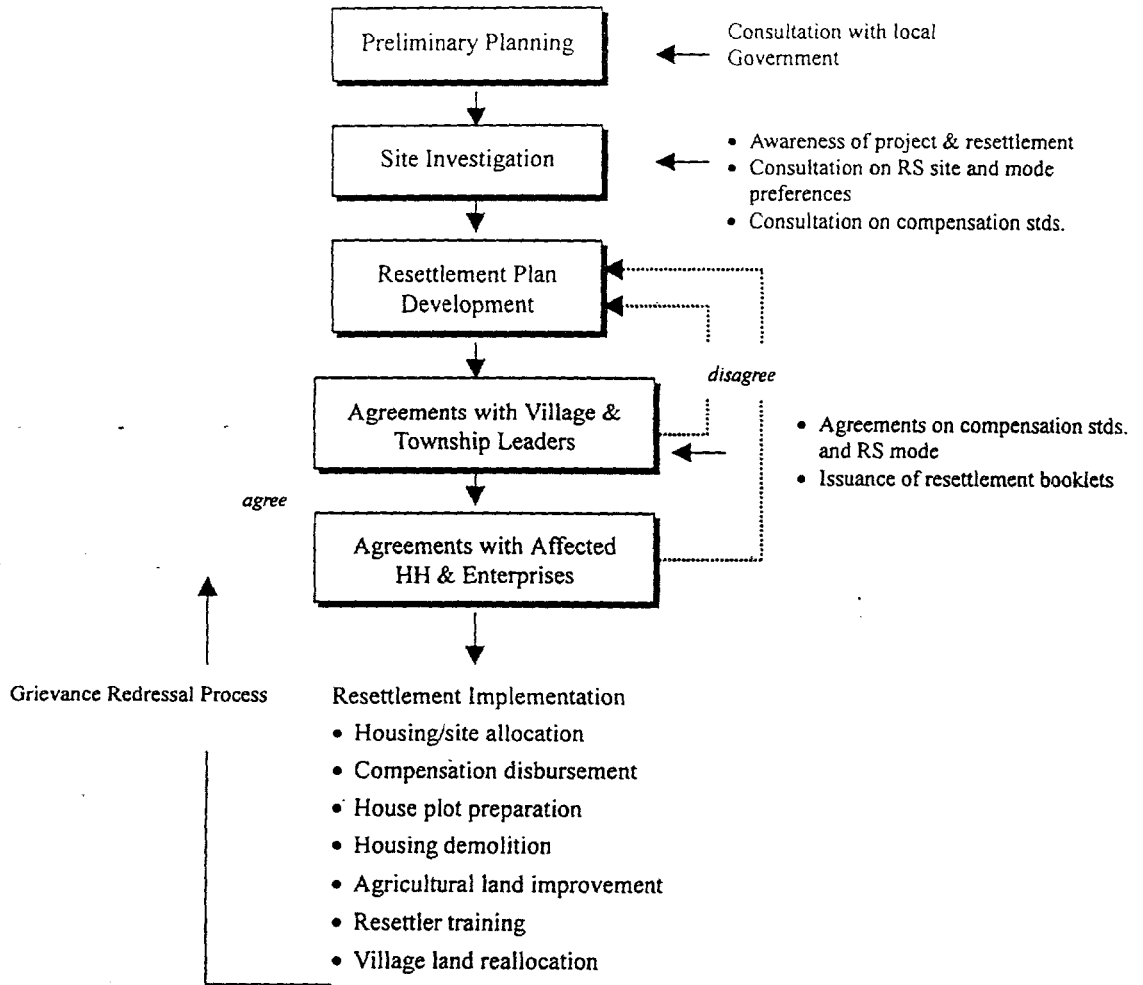 Preliminary Planning
Consultation with local
Government
Site Investigation
• Awareness of project & resettlement
• Consultation on RS site and mode
preferences
• Consultation on compensation stds.
Resettlement Plan
Development
disagree
Agreements with Village &
Township Leaders
• Agreements on compensation stds.
and RS mode
• Issuance of resettlement booklets
agree
Agreements with Affected
HH & Enterprises
Grievance Redressal Process
Resettlement Implementation
• Housing/site allocation
• Compensation disbursement
• House plot preparation
• Housing demolition
• Agricultural land improvement
• Resettler training
• Village land reallocation